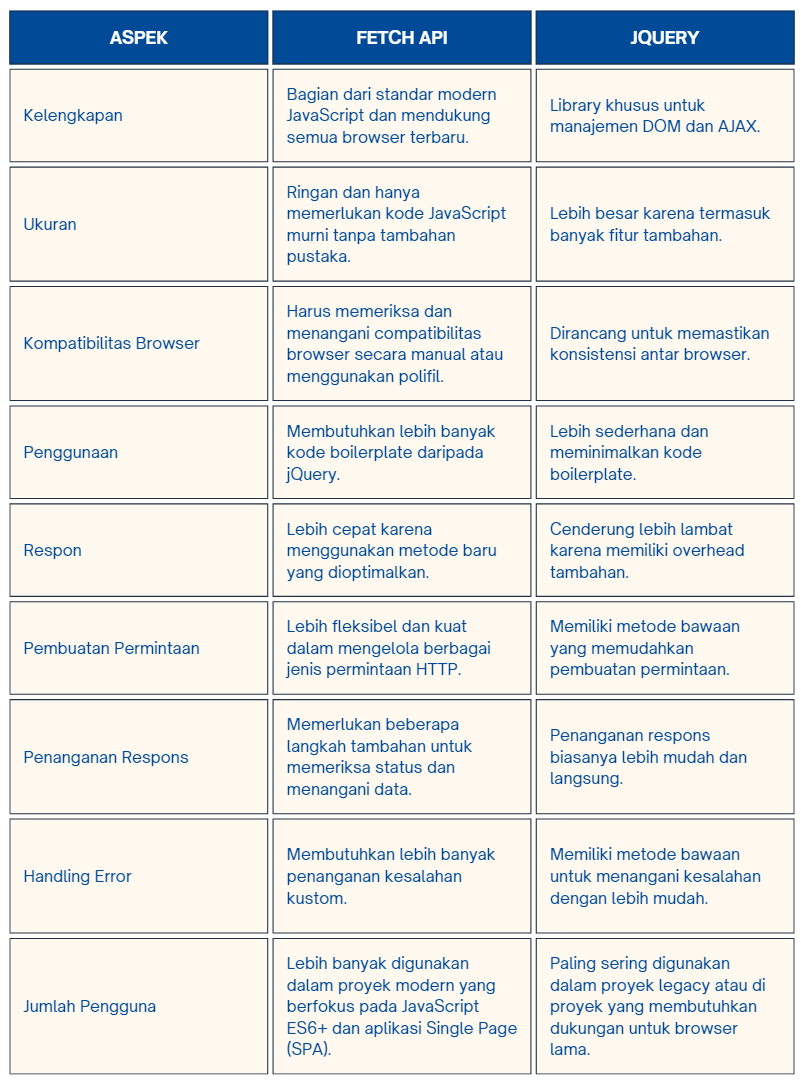 ASPEK
FETCH API
JQUERY
Kelengkapan
Bagian dari standar modern
JavaScript dan mendukung
semua browser terbaru.
Library khusus untuk
manajemen DOM dan AJAX.
Ukuran
Ringan dan hanya
memerlukan kode JavaScript
murni tanpa tambahan
pustaka.
Lebih besar karena termasuk
banyak fitur tambahan.
Kompatibilitas Browser
Harus memeriksa dan
menangani compatibilitas
browser secara manual atau
menggunakan polifil.
Dirancang untuk memastikan
konsistensi antar browser.
Penggunaan
Membutuhkan lebih banyak
kode boilerplate daripada
jQuery.
Lebih sederhana dan
meminimalkan kode
boilerplate.
Respon
Lebih cepat karena
menggunakan metode baru
yang dioptimalkan.
Cenderung lebih lambat
karena memiliki overhead
tambahan.
Pembuatan Permintaan
Lebih fleksibel dan kuat
dalam mengelola berbagai
jenis permintaan HTTP.
Memiliki metode bawaan
yang memudahkan
pembuatan permintaan.
Penanganan Respons
Memerlukan beberapa
langkah tambahan untuk
memeriksa status dan
menangani data.
Penanganan respons
biasanya lebih mudah dan
langsung.
Handling Error
Membutuhkan lebih banyak
penanganan kesalahan
kustom.
Memiliki metode bawaan
untuk menangani kesalahan
dengan lebih mudah.
Jumlah Pengguna
Lebih banyak digunakan
dalam proyek modern yang
berfokus pada JavaScript
ES6+ dan aplikasi Single Page
(SPA).
Paling sering digunakan
dalam proyek legacy atau di
proyek yang membutuhkan
dukungan untuk browser
lama.